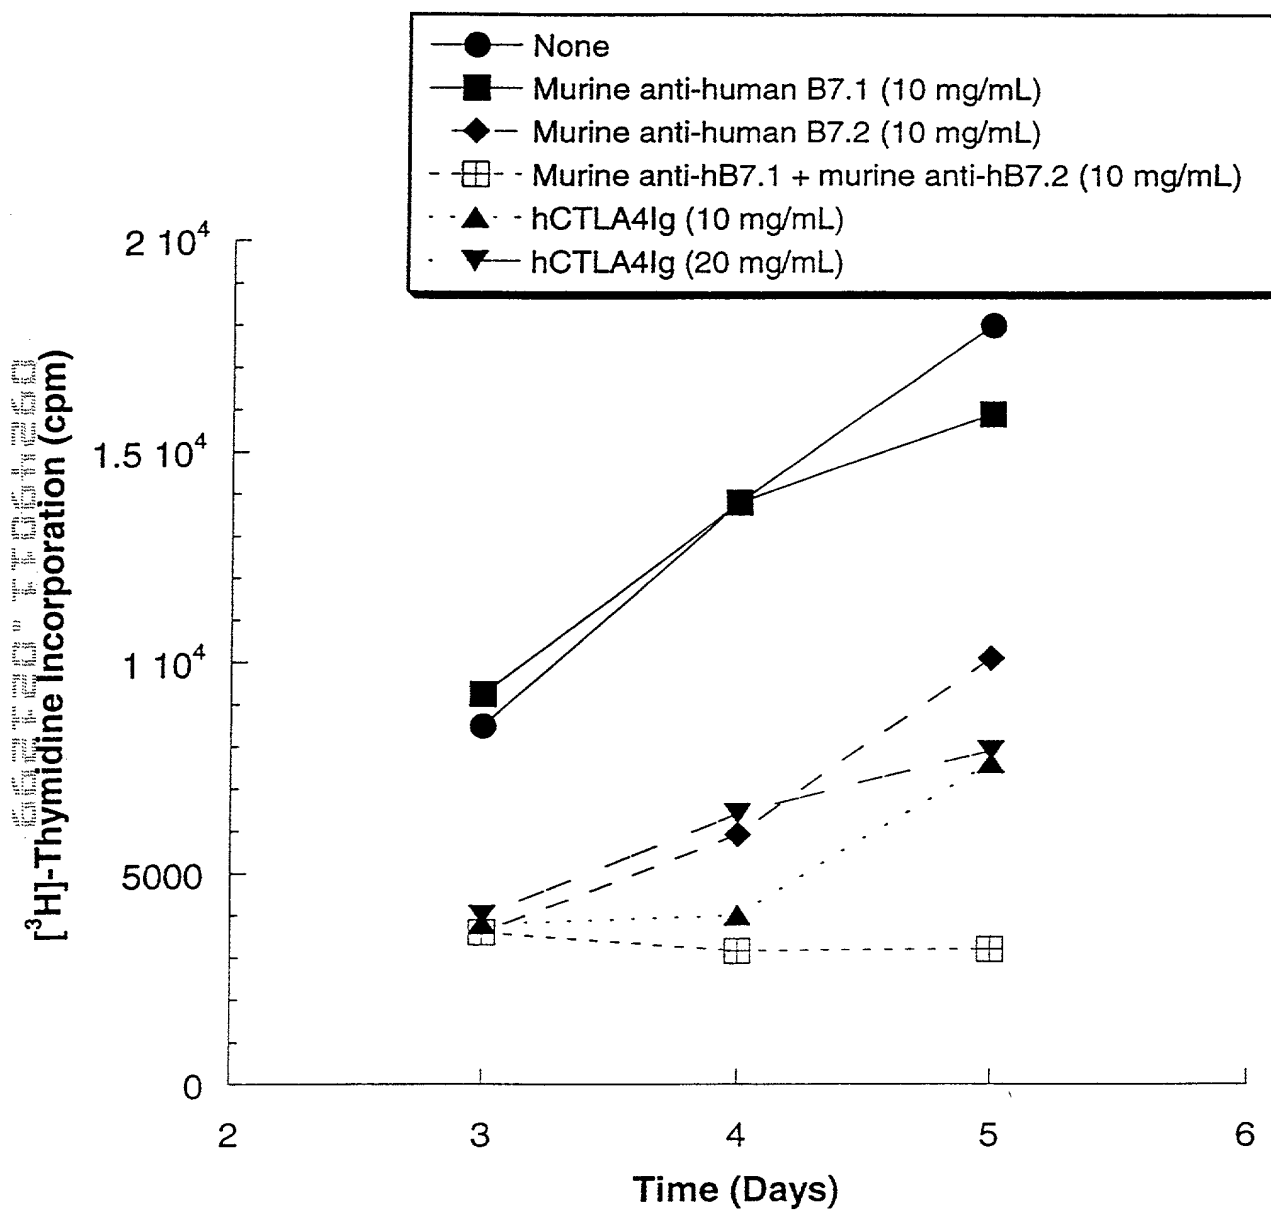 None
Murine anti-human B7.1 (10 mg/mL)
Murine anti-human B7.2 (10 mg/mL)
Murine anti-hB7.1 + murine anti-hB7.2 (10 mg/mL)
hCTLA4Ig (10 mg/mL)
hCTLA4Ig (20 mg/mL)
2 10⁴
1.5 10⁴
1 10⁴
5000
0
[³H]-Thymidine Incorporation (cpm)
2 3 4 5 6
Time (Days)